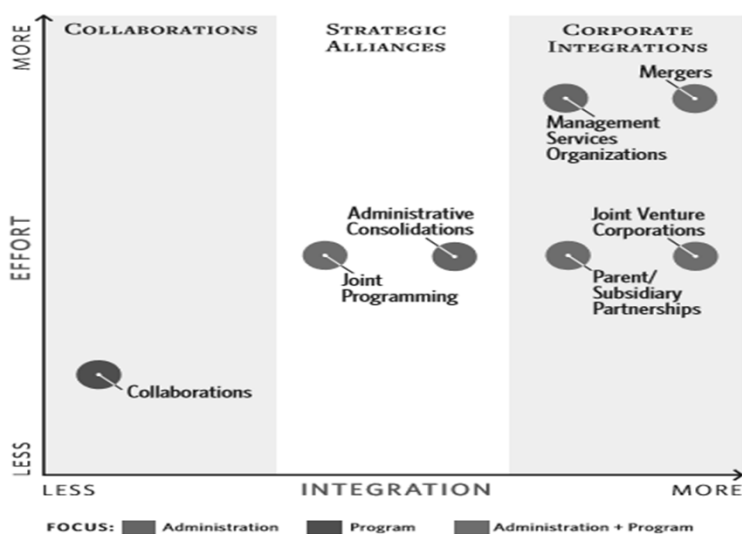 COLLABORATIONS
STRATEGIC
ALLIANCES
CORPORATE
INTEGRATIONS
MORE
Mergers
Management
Services
Organizations
Administrative
Consolidations
Joint Venture
Corporations
EFFORT
Joint
Programming
Parent/
Subsidiary
Partnerships
Collaborations
LESS
LESS
INTEGRATION
MORE
FOCUS: Administration Program Administration + Program